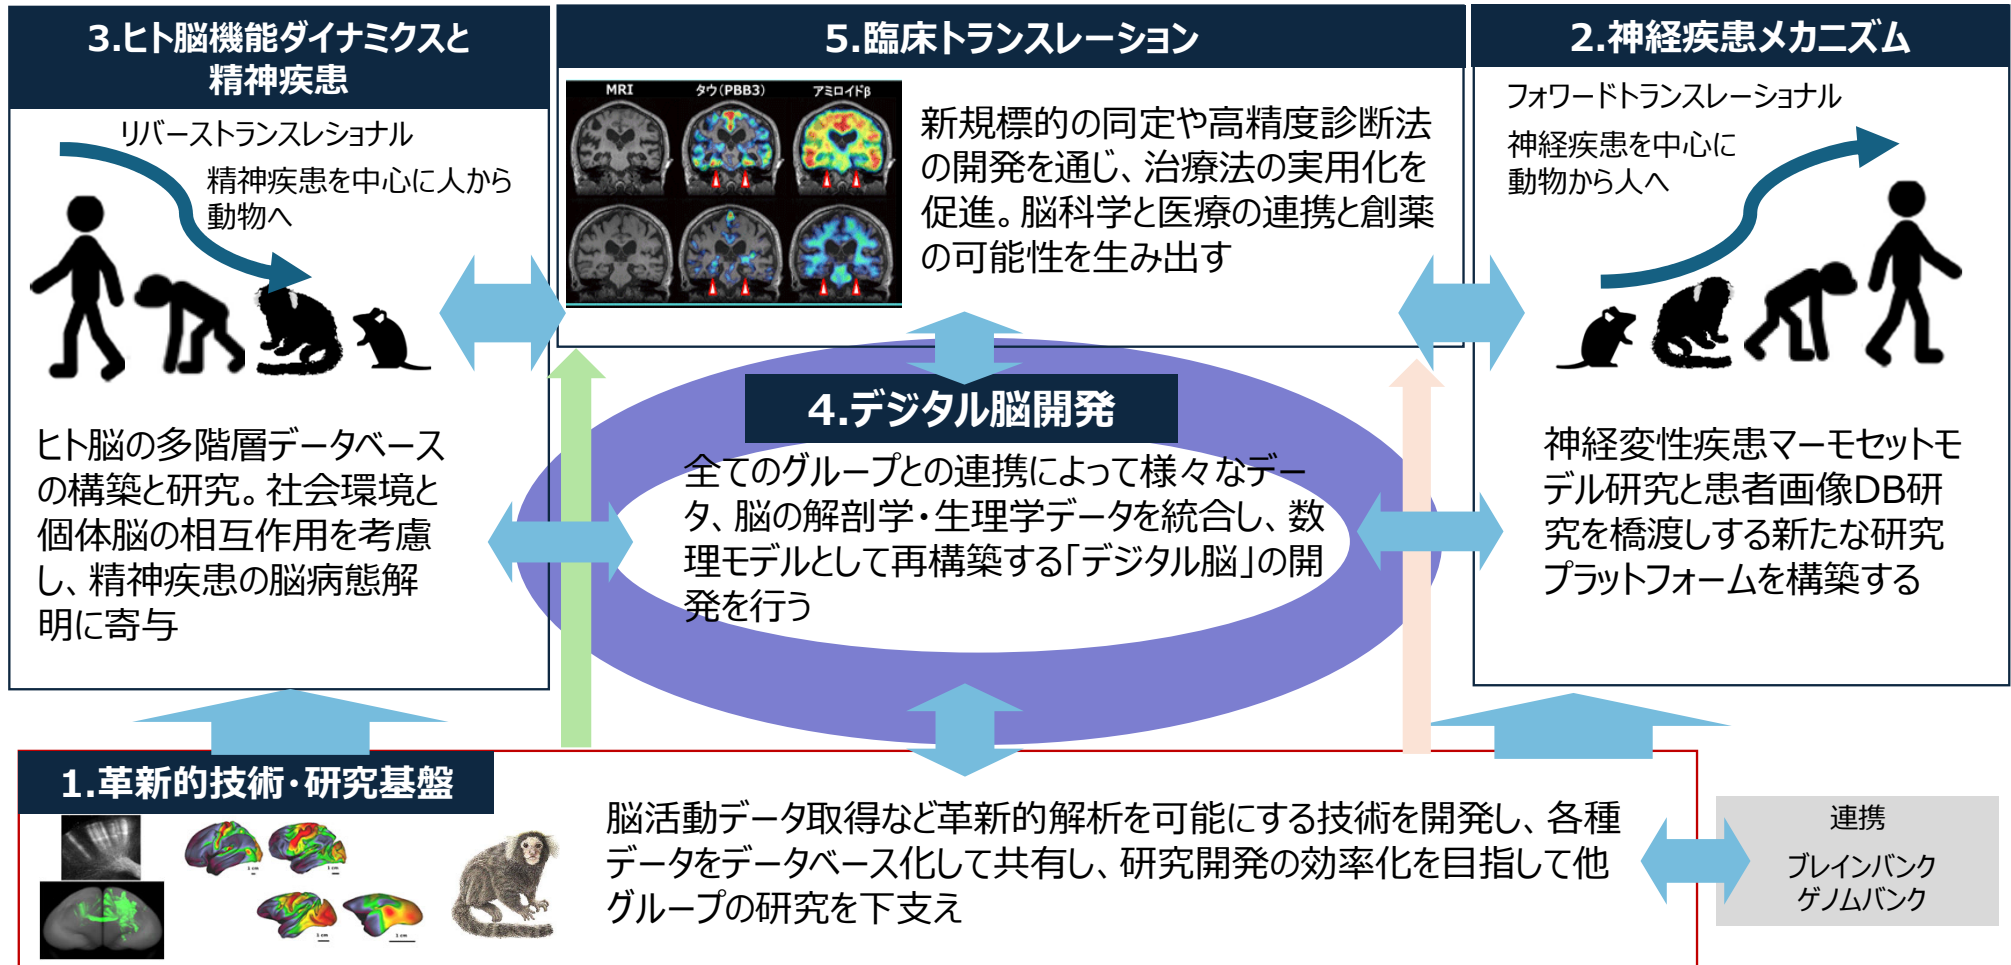 3.ヒト脳機能ダイナミクスと
精神疾患
リバーストランスレショナル
精神疾患を中心に人から
動物へ
ヒト脳の多階層データベース
の構築と研究。社会環境と
個体脳の相互作用を考慮
し、精神疾患の脳病態解
明に寄与
5.臨床トランスレーション
MRI
タウ(PBB3)
アミロイドβ
新規標的の同定や高精度診断法
の開発を通じ、治療法の実用化を
促進。脳科学と医療の連携と創薬
の可能性を生み出す
2.神経疾患メカニズム
フォワードトランスレーショナル
神経疾患を中心に
動物から人へ
神経変性疾患マーモセットモ
デル研究と患者画像DB研
究を橋渡しする新たな研究
プラットフォームを構築する
4.デジタル脳開発
全てのグループとの連携によって様々なデー
タ、脳の解剖学・生理学データを統合し、数
理モデルとして再構築する「デジタル脳」の開
発を行う
1.革新的技術・研究基盤
1 cm
1 cm
1 cm
1 cm
脳活動データ取得など革新的解析を可能にする技術を開発し、各種
データをデータベース化して共有し、研究開発の効率化を目指して他
グループの研究を下支え
連携
ブレインバンク
ゲノムバンク